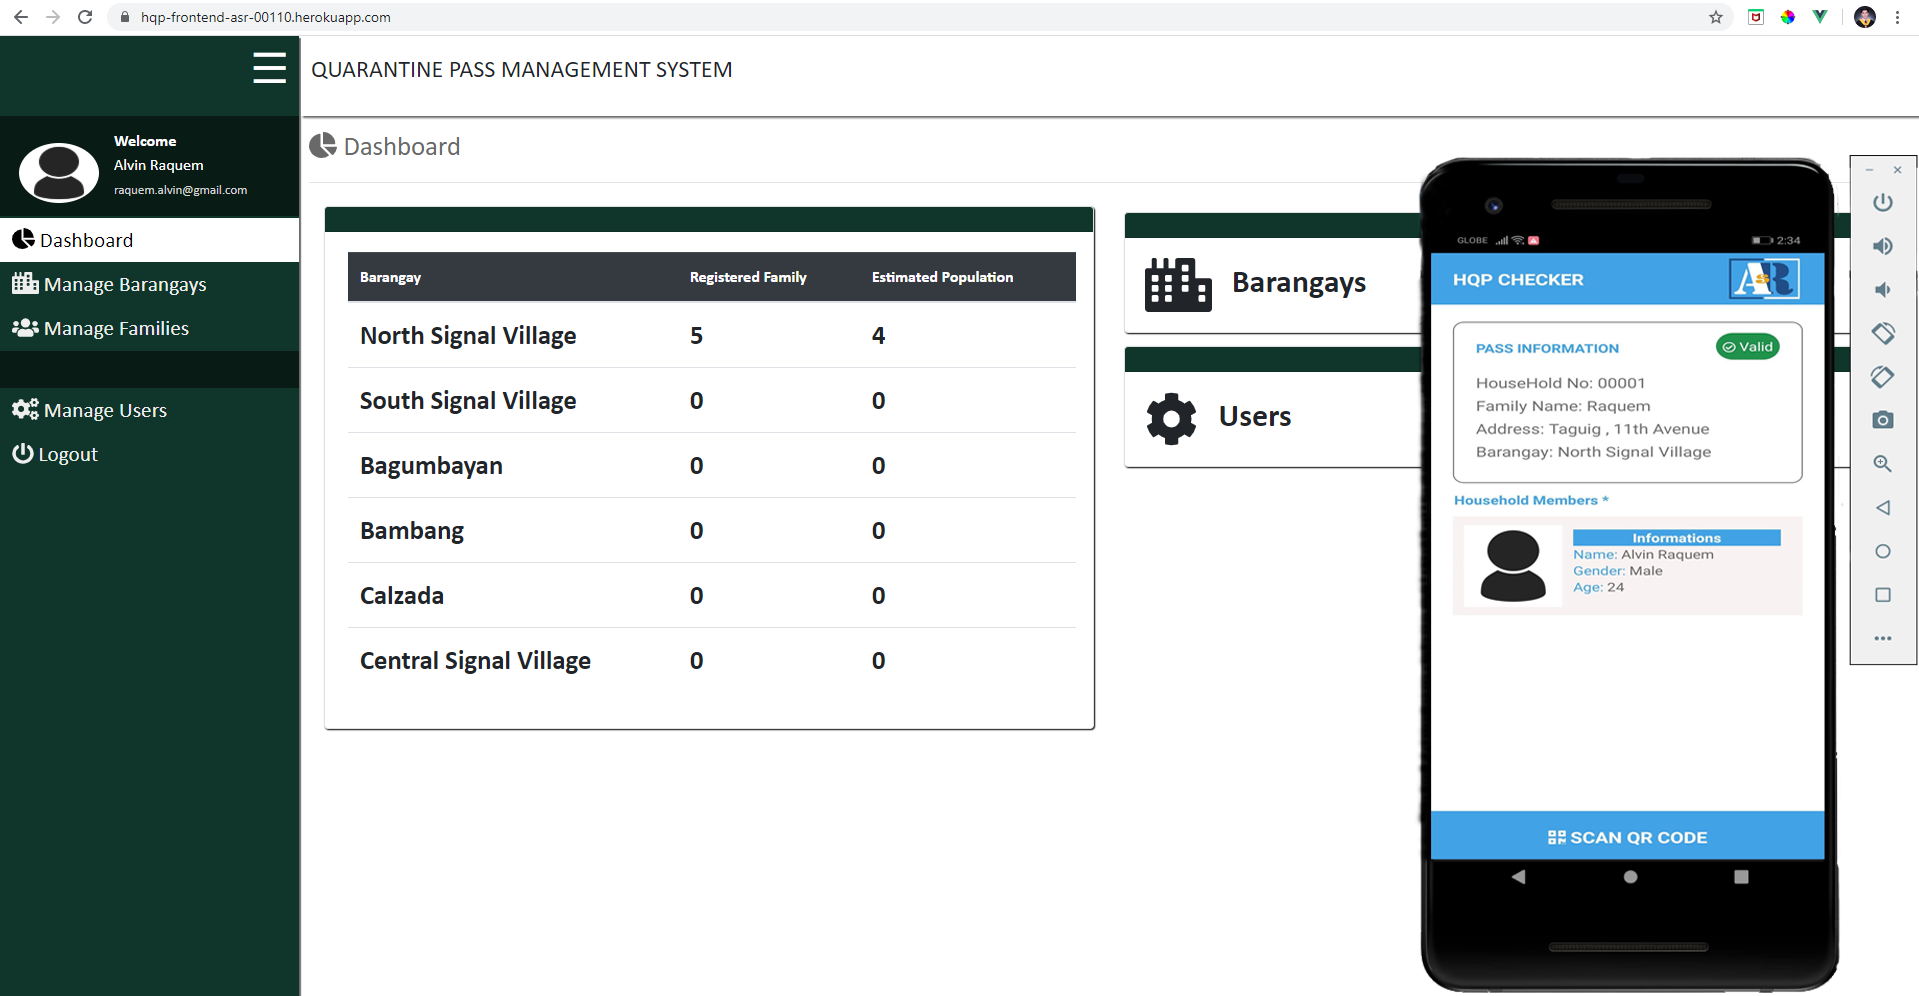 hqp-frontend-asr-00110.herokuapp.com
QUARANTINE PASS MANAGEMENT SYSTEM
Welcome
Alvin Raquem
raquem.alvin@gmail.com
Dashboard
Manage Barangays
Manage Families
Manage Users
Logout
Dashboard
Barangay Registered Family Estimated Population
North Signal Village 5 4
South Signal Village 0 0
Bagumbayan 0 0
Bambang 0 0
Calzada 0 0
Central Signal Village 0 0
Barangays
Users
GLOBE 2:34
HQP CHECKER
AsR
PASS INFORMATION
Valid
HouseHold No: 00001
Family Name: Raquem
Address: Taguig , 11th Avenue
Barangay: North Signal Village
Household Members *
Informations
Name: Alvin Raquem
Gender: Male
Age: 24
SCAN QR CODE